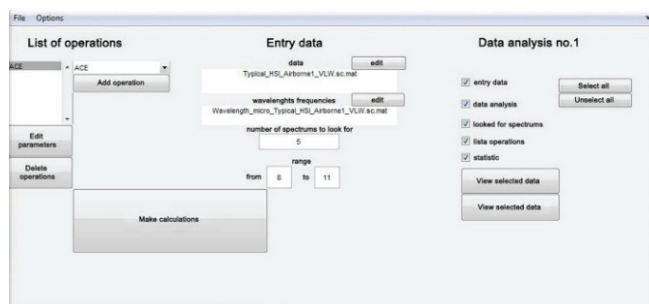 File Options
List of operations
ACE
ACE
Add operation
Edit
parameters
Delete
operations
Make calculations
Entry data
data
edit
Typical_HSI_Airborne1_VLW.sc.mat
wavelenghts frequencies
edit
Wavelength_micro_Typical_HSI_Airborne1_VLW.sc.mat
number of spectrums to look for
5
range
from 8 to 11
Data analysis no.1
entry data
data analysis
looked for spectrums
lista operations
statistic
Select all
Unselect all
View selected data
View selected data